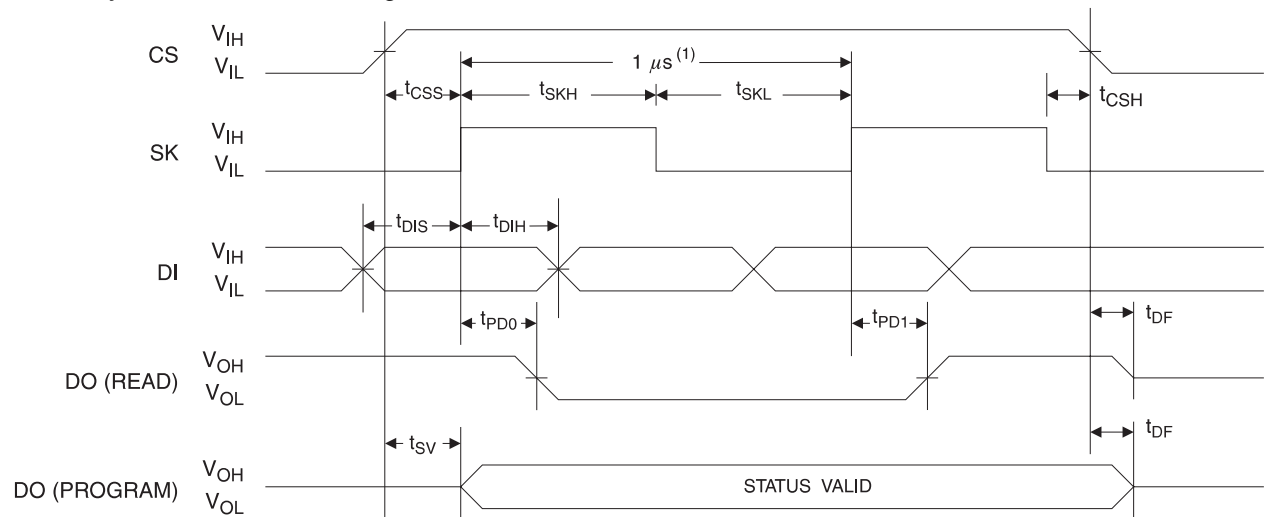 CS V_IH
V_IL
1 μs (1)
t_CSS t_SKH t_SKL t_CSH
SK V_IH
V_IL
t_DIS t_DIH
DI V_IH
V_IL
t_PD0 t_PD1 t_DF
DO (READ) V_OH
V_OL
t_SV t_DF
DO (PROGRAM) V_OH
V_OL
STATUS VALID